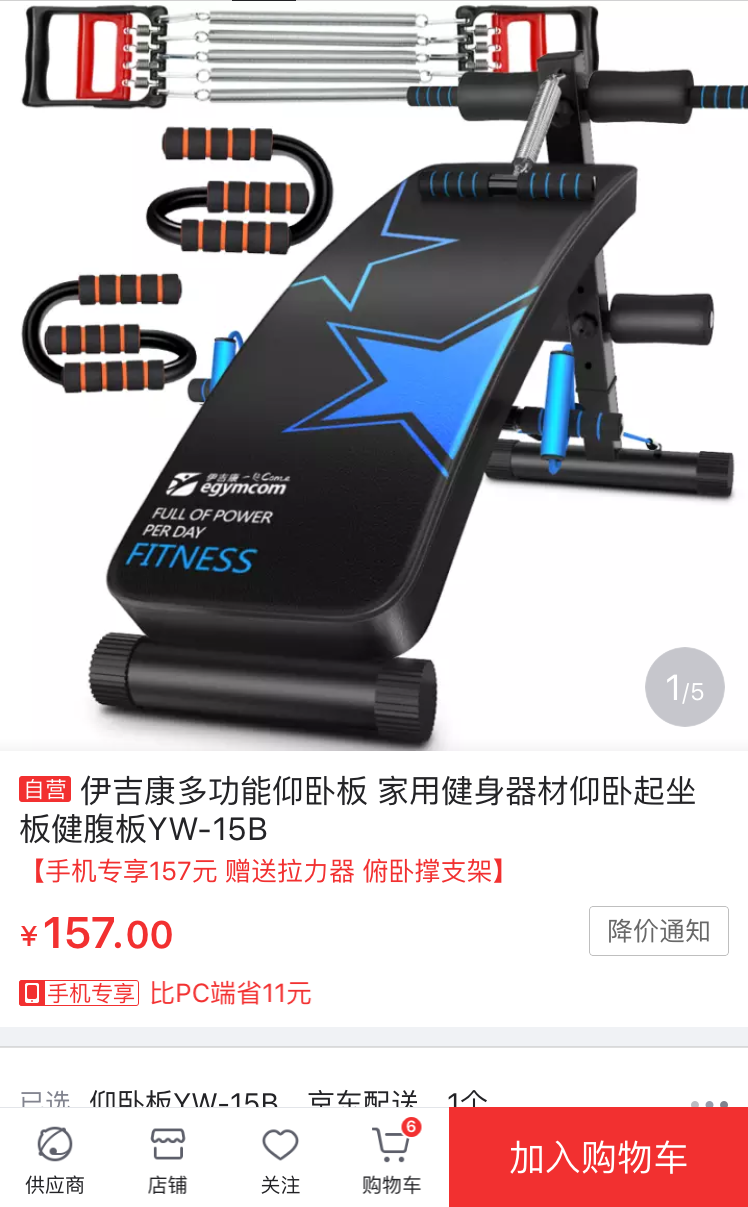 伊吉康 一起Come
egymcom
FULL OF POWER
PER DAY
FITNESS
1/5
自营 伊吉康多功能仰卧板 家用健身器材仰卧起坐
板健腹板YW-15B
【手机专享157元 赠送拉力器 俯卧撑支架】
¥157.00
降价通知
手机专享 比PC端省11元
已选 仰卧板YW-15B 京东配送 1个
6
供应商
店铺
关注
购物车
加入购物车